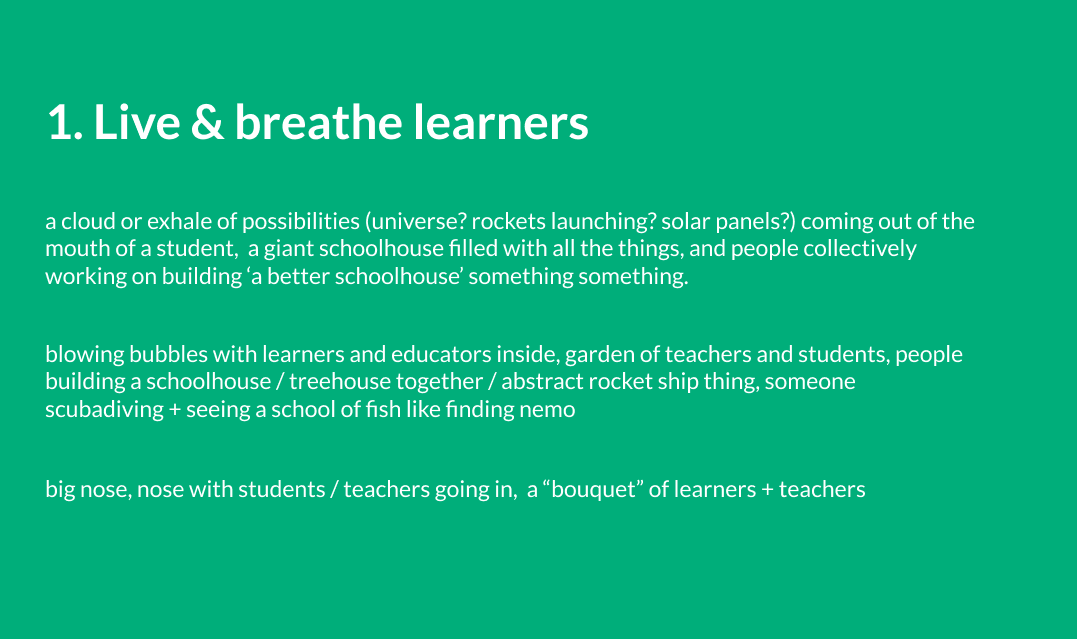 1. Live & breathe learners
a cloud or exhale of possibilities (universe? rockets launching? solar panels?) coming out of the
mouth of a student,  a giant schoolhouse filled with all the things, and people collectively
working on building ‘a better schoolhouse’ something something.
blowing bubbles with learners and educators inside, garden of teachers and students, people
building a schoolhouse / treehouse together / abstract rocket ship thing, someone
scubadiving + seeing a school of fish like finding nemo
big nose, nose with students / teachers going in,  a “bouquet” of learners + teachers